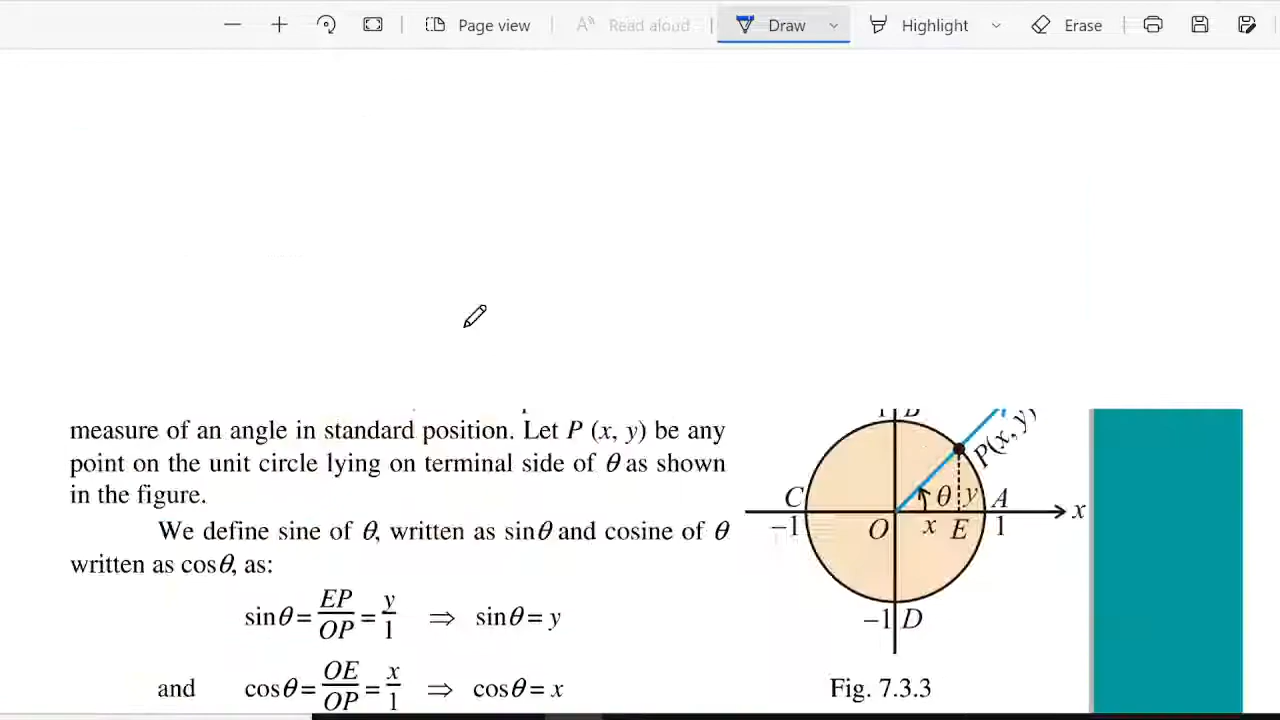 Page view
Read aloud
Draw
Highlight
Erase
measure of an angle in standard position. Let P (x, y) be any
point on the unit circle lying on terminal side of θ as shown
in the figure.
We define sine of θ, written as sinθ and cosine of θ
written as cosθ, as:
sinθ = EP/OP = y/1 ⇒ sinθ = y
and cosθ = OE/OP = x/1 ⇒ cosθ = x
1 B
P(x, y)
C
θ
y
A
x
−1
O
x
E
1
−1 D
Fig. 7.3.3